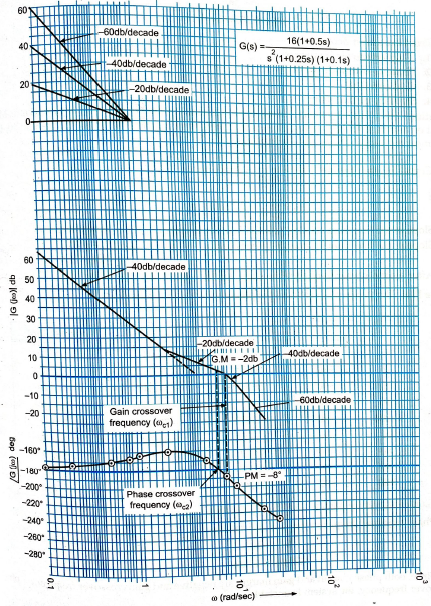 60
40
20
0
–60db/decade
–40db/decade
–20db/decade
G(s) = 16(1+0.5s)
s²(1+0.25s) (1+0.1s)
|G (jω)| db
60
50
40
30
20
10
0
–10
–20
–40db/decade
–20db/decade
G.M = –2db
–40db/decade
–60db/decade
Gain crossover
frequency (ωc1)
/G (jω) deg
–160°
–180°
–200°
–220°
–240°
–260°
–280°
PM = –8°
Phase crossover
frequency (ωc2)
0.1
1
10¹
10²
10³
ω (rad/sec)